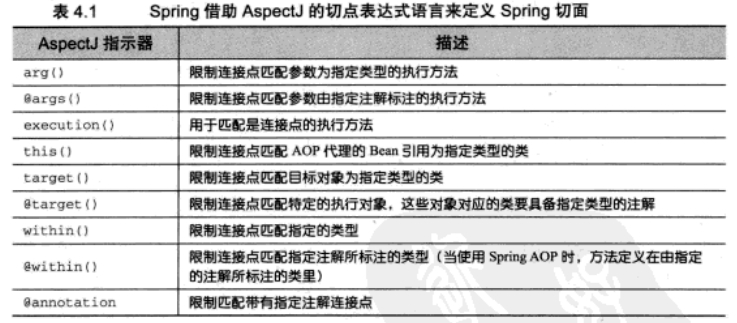 表 4.1 Spring 借助 AspectJ 的切点表达式语言来定义 Spring 切面
AspectJ 指示器 描述
arg() 限制连接点匹配参数为指定类型的执行方法
@args() 限制连接点匹配参数由指定注解标注的执行方法
execution() 用于匹配是连接点的执行方法
this() 限制连接点匹配 AOP 代理的 Bean 引用为指定类型的类
target() 限制连接点匹配目标对象为指定类型的类
@target() 限制连接点匹配特定的执行对象，这些对象对应的类要具备指定类型的注解
within() 限制连接点匹配指定的类型
@within() 限制连接点匹配指定注解所标注的类型（当使用 Spring AOP 时，方法定义在由指定
的注解所标注的类里）
@annotation 限制匹配带有指定注解连接点